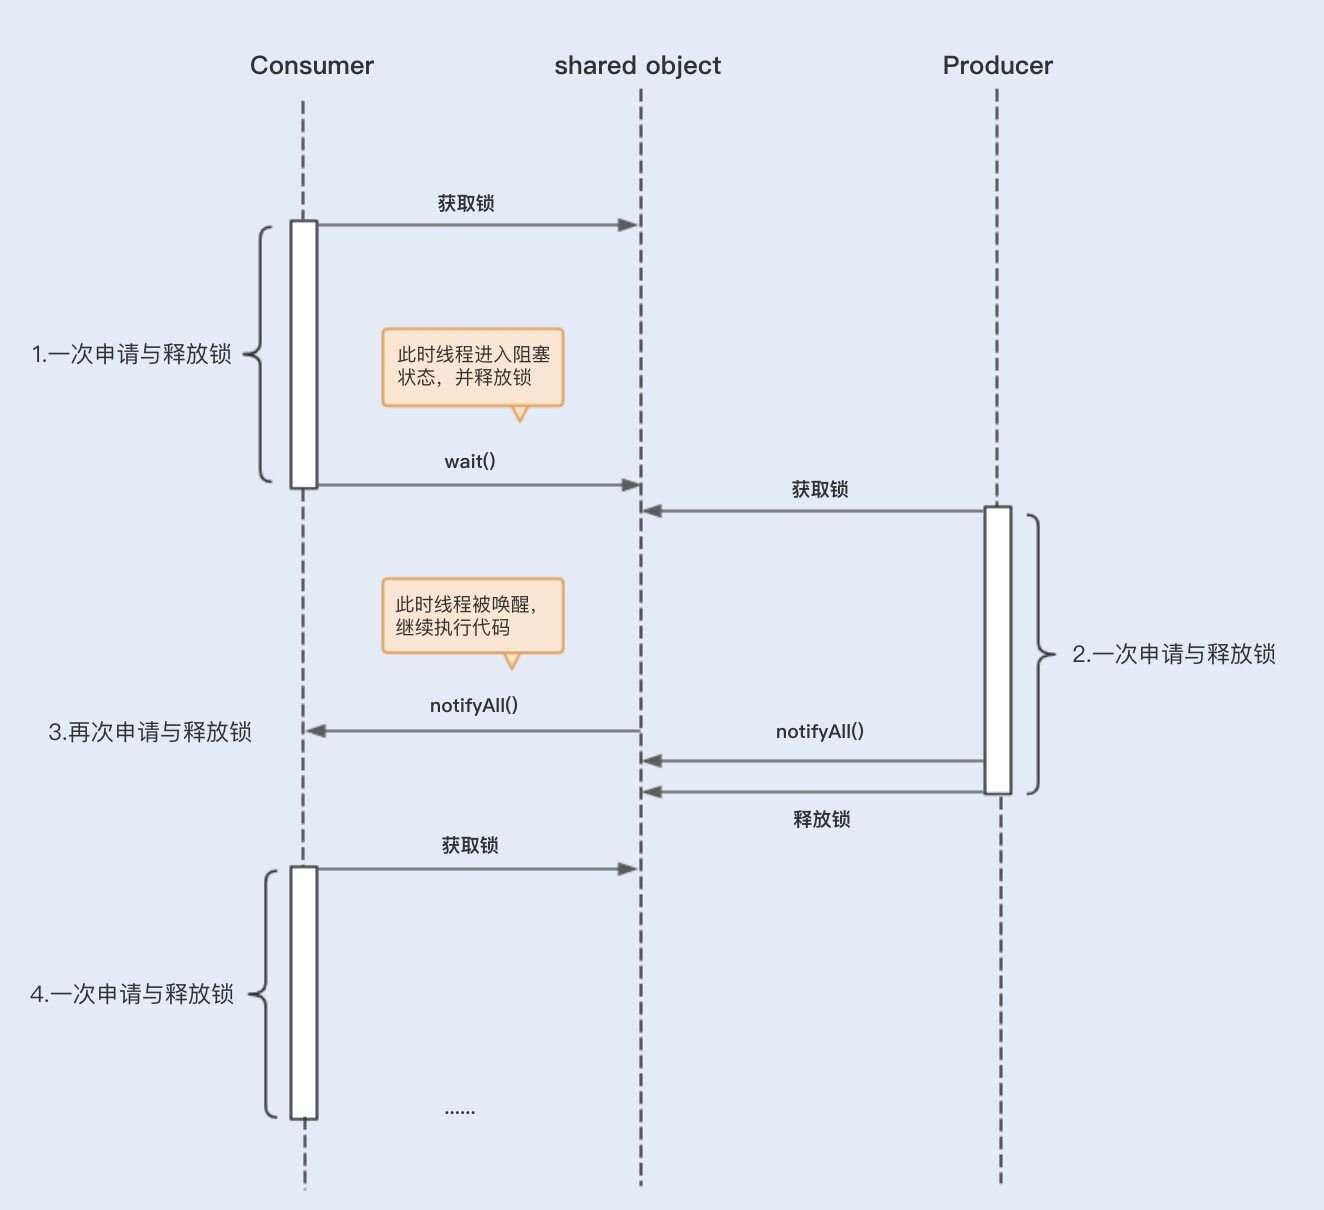 Consumer
shared object
Producer
获取锁
1.一次申请与释放锁
此时线程进入阻塞
状态，并释放锁
wait()
获取锁
此时线程被唤醒，
继续执行代码
2.一次申请与释放锁
notifyAll()
3.再次申请与释放锁
notifyAll()
释放锁
获取锁
4.一次申请与释放锁
......